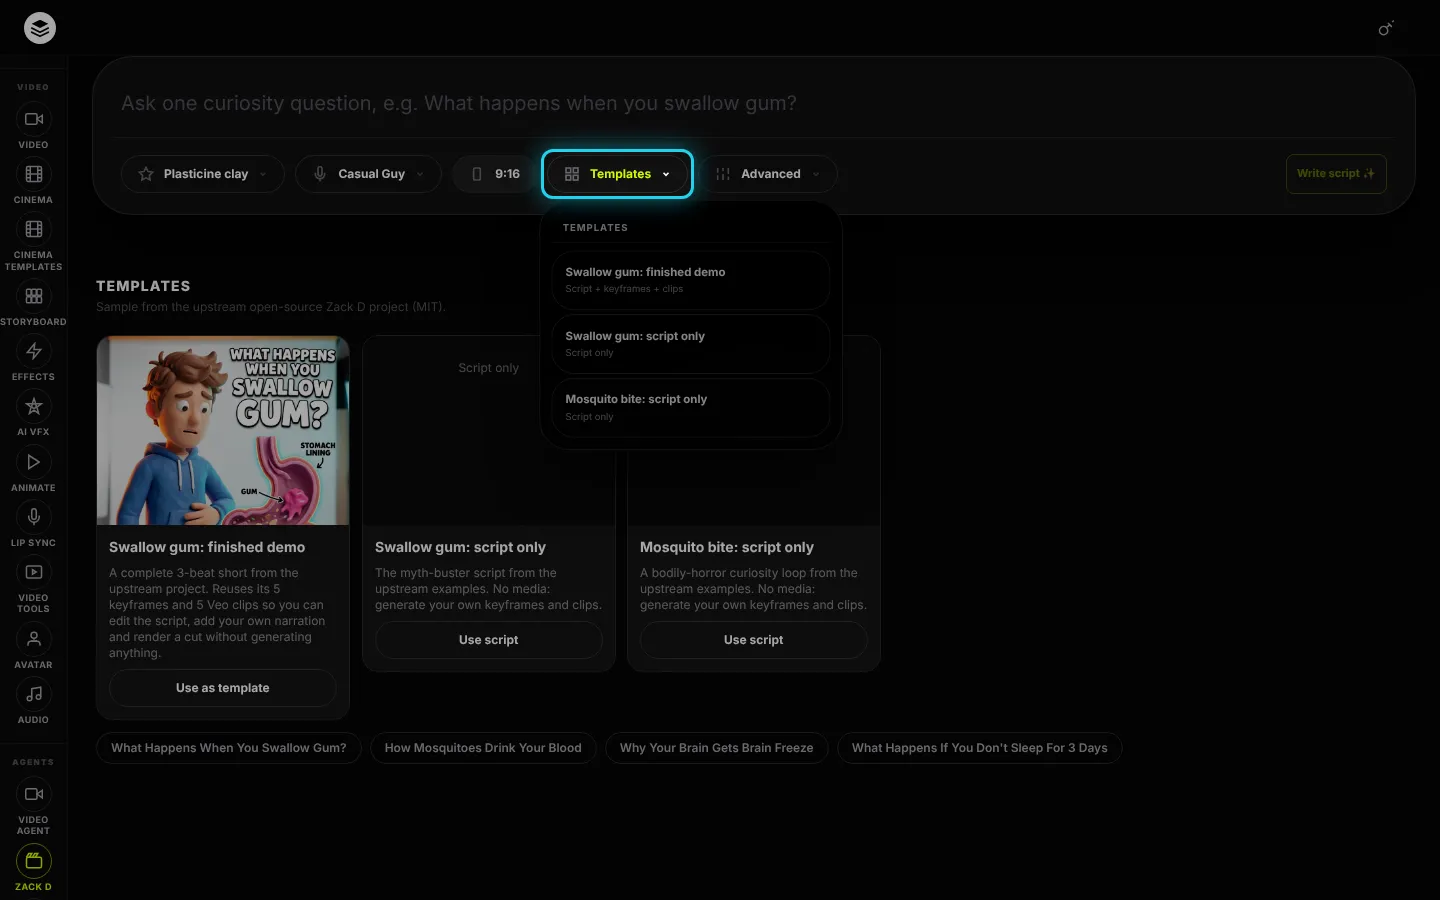 Ask one curiosity question, e.g. What happens when you swallow gum?
Plasticine clay
Casual Guy
9:16
Templates
Advanced
Write script
TEMPLATES
Swallow gum: finished demo
Script + keyframes + clips
Swallow gum: script only
Script only
Mosquito bite: script only
Script only
VIDEO
VIDEO
CINEMA
CINEMA
TEMPLATES
STORYBOARD
EFFECTS
AI VFX
ANIMATE
LIP SYNC
VIDEO
TOOLS
AVATAR
AUDIO
AGENTS
VIDEO
AGENT
ZACK D
TEMPLATES
Sample from the upstream open-source Zack D project (MIT).
WHAT HAPPENS
WHEN YOU
SWALLOW
GUM?
STOMACH
LINING
GUM
Swallow gum: finished demo
A complete 3-beat short from the
upstream project. Reuses its 5
keyframes and 5 Veo clips so you can
edit the script, add your own narration
and render a cut without generating
anything.
Use as template
Script only
Swallow gum: script only
The myth-buster script from the
upstream examples. No media:
generate your own keyframes and clips.
Use script
Mosquito bite: script only
A bodily-horror curiosity loop from the
upstream examples. No media:
generate your own keyframes and clips.
Use script
What Happens When You Swallow Gum?
How Mosquitoes Drink Your Blood
Why Your Brain Gets Brain Freeze
What Happens If You Don't Sleep For 3 Days